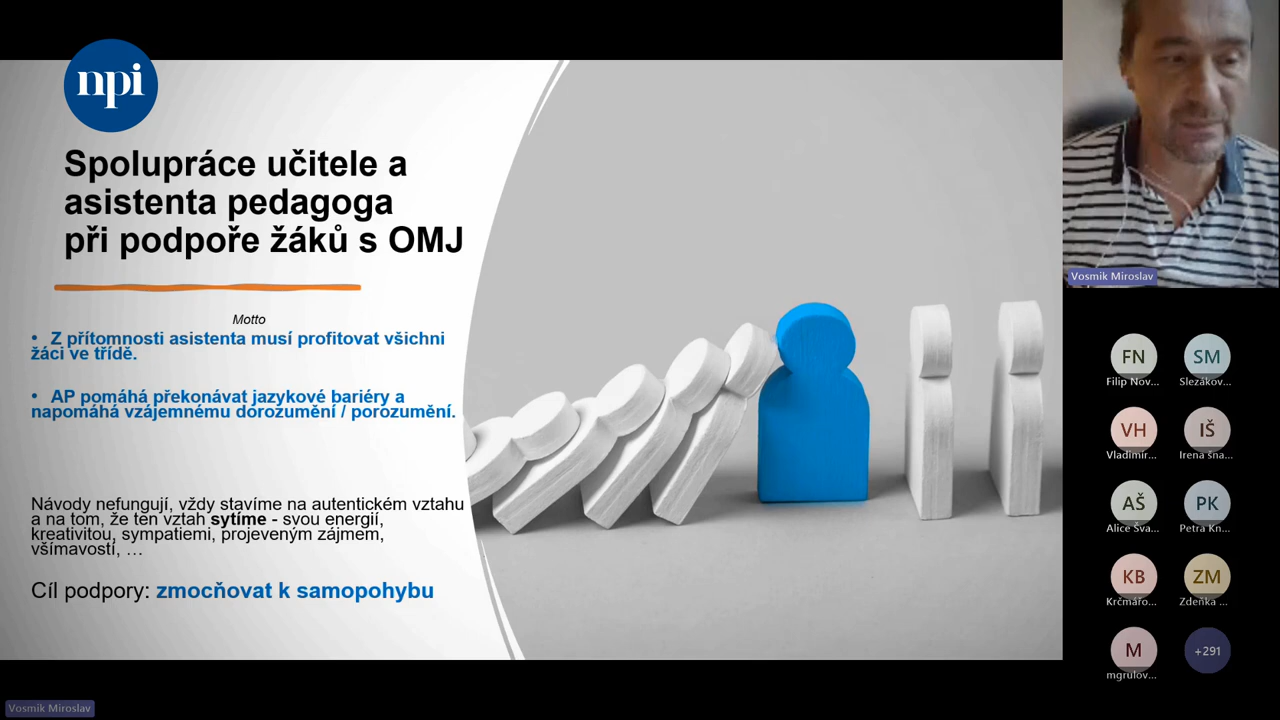 npi
Spolupráce učitele a
asistenta pedagoga
při podpoře žáků s OMJ
Motto
• Z přítomnosti asistenta musí profitovat všichni
žáci ve třídě.
• AP pomáhá překonávat jazykové bariéry a
napomáhá vzájemnému dorozumění / porozumění.
Návody nefungují, vždy stavíme na autentickém vztahu
a na tom, že ten vztah sytíme - svou energií,
kreativitou, sympatiemi, projeveným zájmem,
všímavostí, …
Cíl podpory: zmocňovat k samopohybu
Vosmik Miroslav
FN
Filip Nov...
SM
Slezákov...
VH
Vladimír...
IŠ
Irena šna...
AŠ
Alice Šva...
PK
Petra Kn...
KB
Krčmářo...
ZM
Zdeňka ...
M
mgrulov...
+291
Vosmik Miroslav